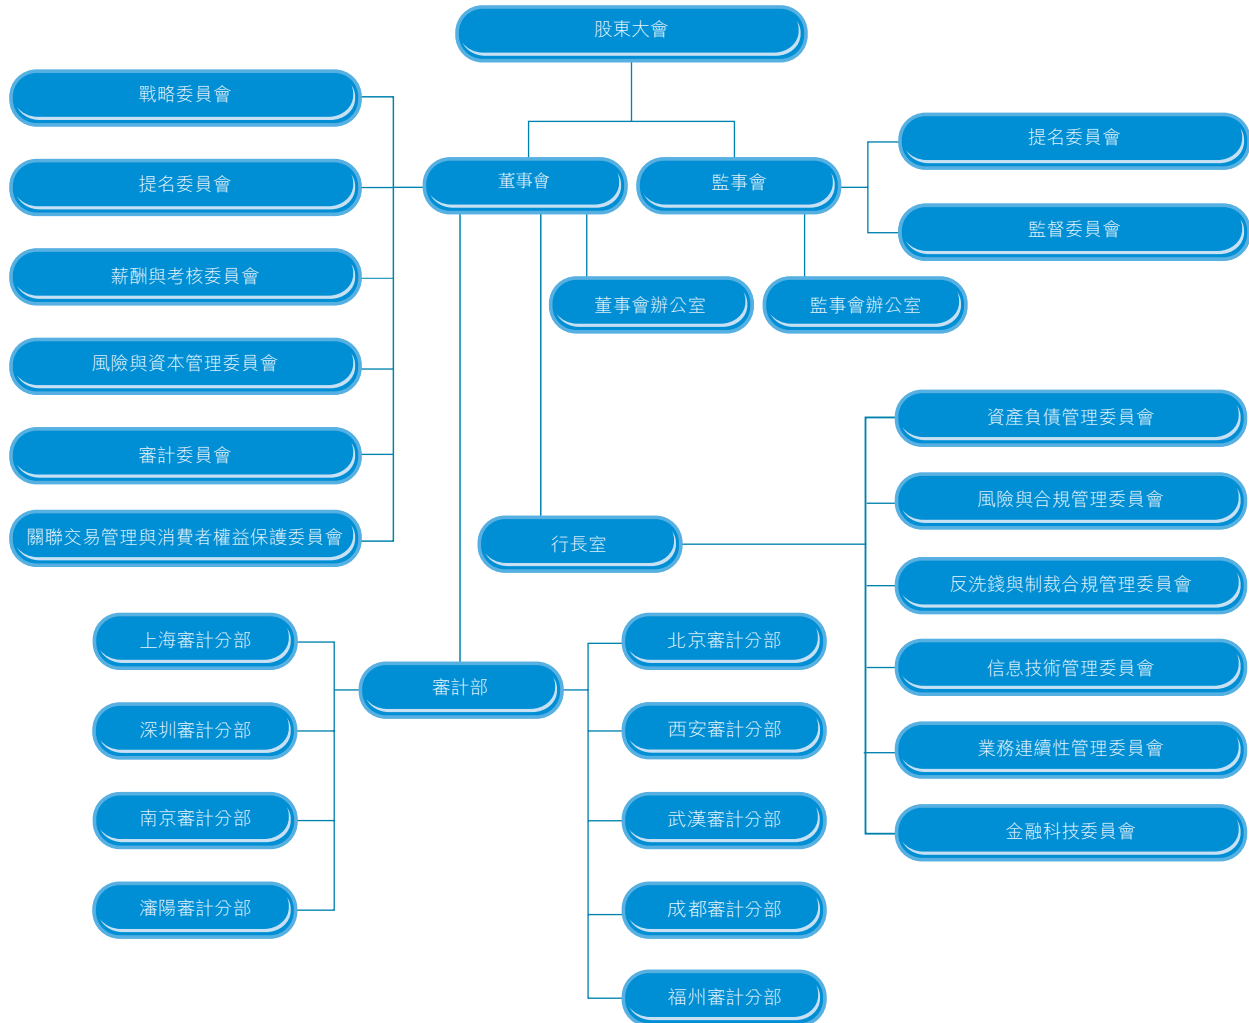 股東大會
戰略委員會
提名委員會
薪酬與考核委員會
風險與資本管理委員會
審計委員會
關聯交易管理與消費者權益保護委員會
董事會
監事會
提名委員會
監督委員會
董事會辦公室
監事會辦公室
行長室
資產負債管理委員會
風險與合規管理委員會
反洗錢與制裁合規管理委員會
信息技術管理委員會
業務連續性管理委員會
金融科技委員會
審計部
上海審計分部
深圳審計分部
南京審計分部
瀋陽審計分部
北京審計分部
西安審計分部
武漢審計分部
成都審計分部
福州審計分部